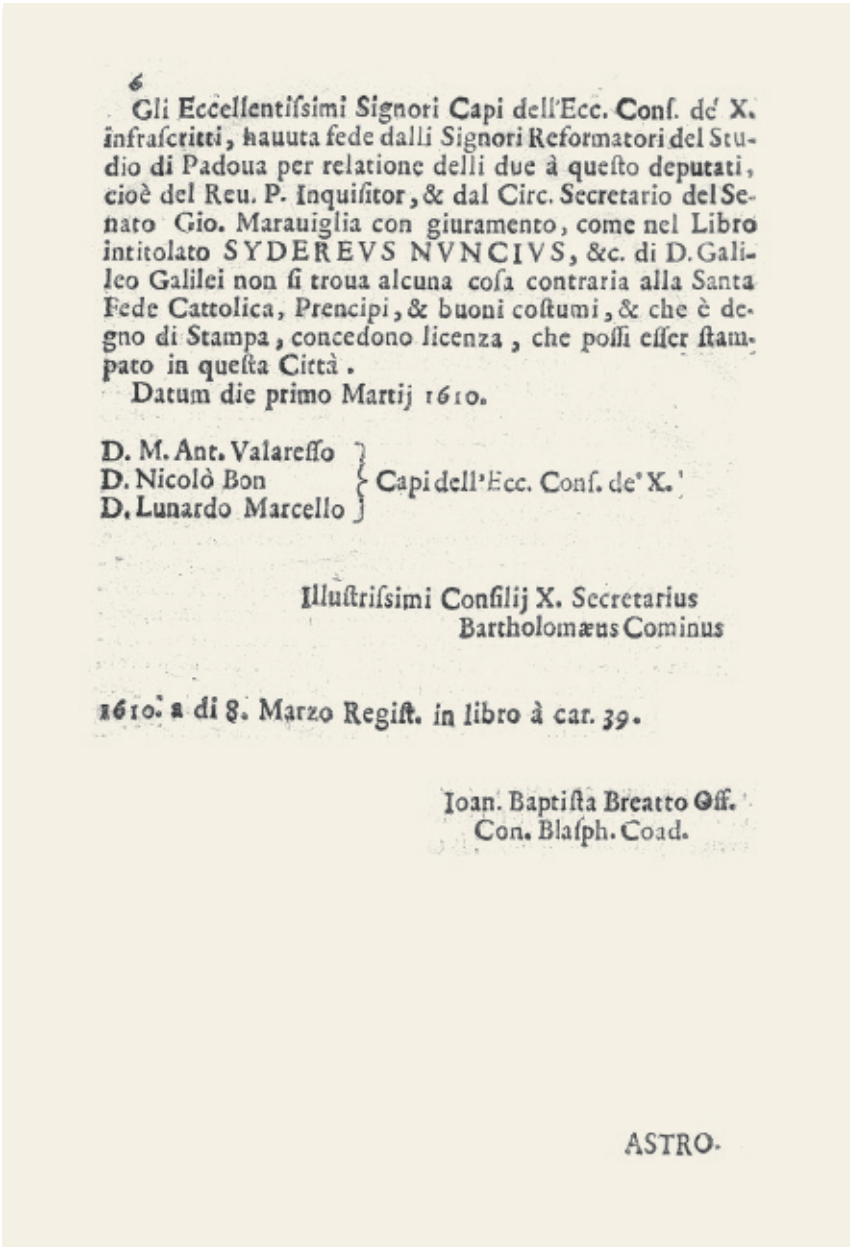 6
Gli Eccellentiſsimi Signori Capi dell'Ecc. Conſ. de' X.
infraſcritti, hauuta fede dalli Signori Reformatori del Stu-
dio di Padoua per relatione delli due à queſto deputati,
cioè del Reu. P. Inquiſitor, & dal Circ. Secretario del Se-
nato Gio. Marauiglia con giuramento, come nel Libro
intitolato SYDEREVS NVNCIVS, &c. di D. Gali-
leo Galilei non ſi troua alcuna coſa contraria alla Santa
Fede Cattolica, Prencipi, & buoni coſtumi, & che è de-
gno di Stampa, concedono licenza, che poſſi eſſer ſtam-
pato in queſta Città.
Datum die primo Martij 1610.
D. M. Ant. Valareſſo
D. Nicolò Bon } Capi dell'Ecc. Conſ. de' X.
D. Lunardo Marcello
Illuſtriſsimi Conſilij X. Secretarius
Bartholomæus Cominus
1610. a di 8. Marzo Regiſt. in libro à car. 39.
Ioan. Baptiſta Breatto Off.
Con. Blaſph. Coad.
ASTRO-